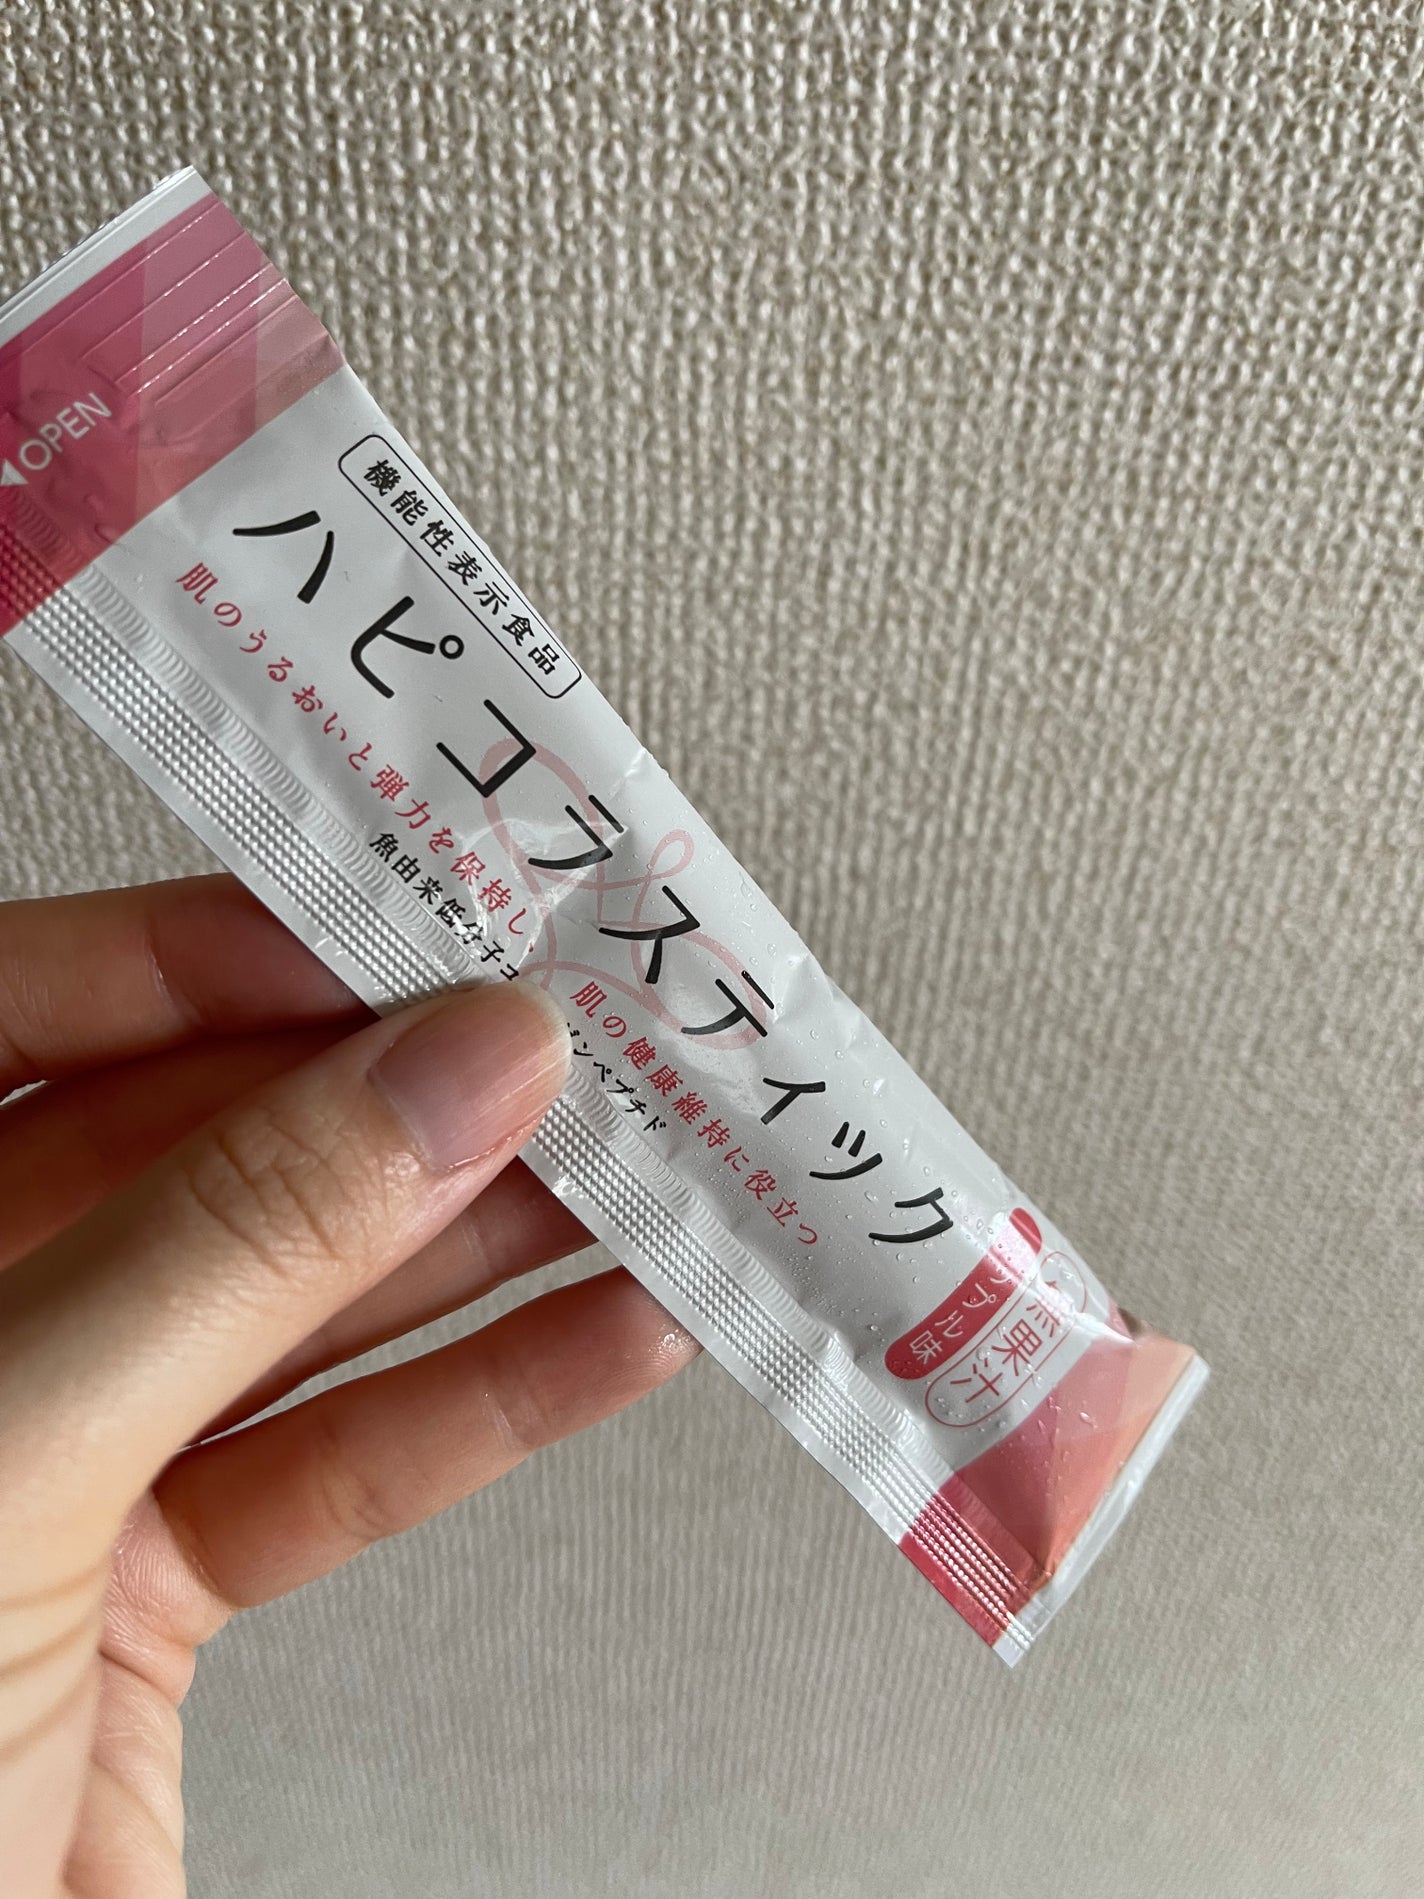 OPEN
機能性表示食品
ハピコラスティック
肌のうるおいと弾力を保持し、肌の健康維持に役立つ
魚由来低分子コ ンペプチド
ップル味
無果汁